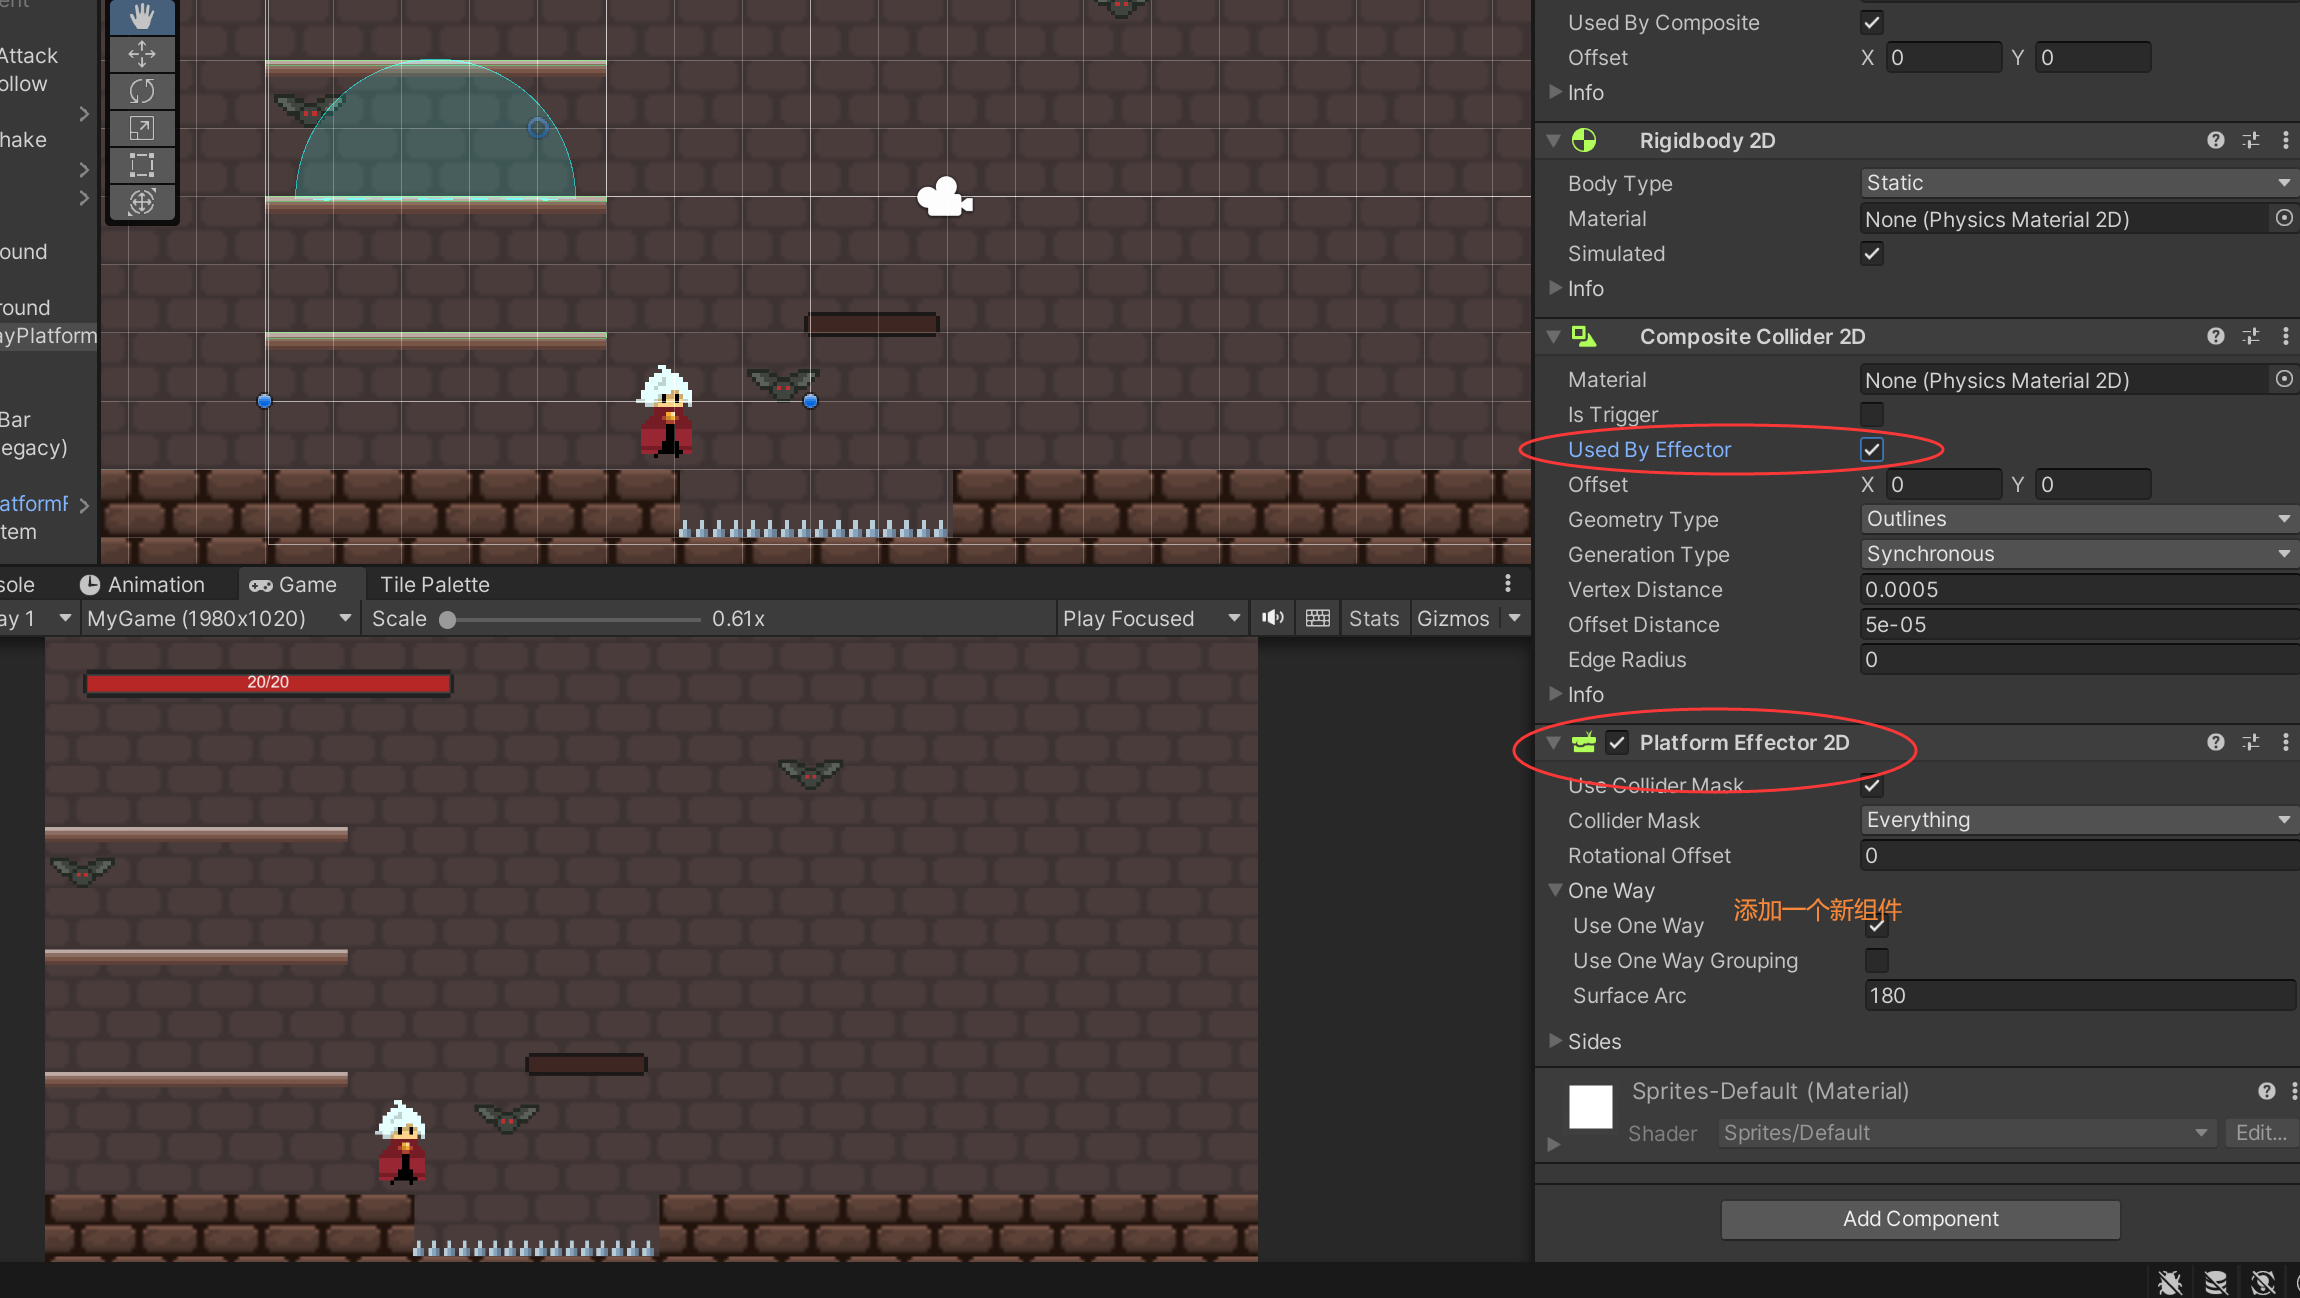 Attack
ollow
hake
ound
round
ayPlatform
Bar
egacy)
atformF
tem
sole
Animation
Game
Tile Palette
ay 1
MyGame (1980x1020)
Scale
0.61x
Play Focused
Stats
Gizmos
20/20
Used By Composite
Offset
X 0
Y 0
Info
Rigidbody 2D
Body Type
Static
Material
None (Physics Material 2D)
Simulated
Info
Composite Collider 2D
Material
None (Physics Material 2D)
Is Trigger
Used By Effector
Offset
X 0
Y 0
Geometry Type
Outlines
Generation Type
Synchronous
Vertex Distance
0.0005
Offset Distance
5e-05
Edge Radius
0
Info
Platform Effector 2D
Use Collider Mask
Collider Mask
Everything
Rotational Offset
0
One Way
添加一个新组件
Use One Way
Use One Way Grouping
Surface Arc
180
Sides
Sprites-Default (Material)
Shader
Sprites/Default
Edit...
Add Component